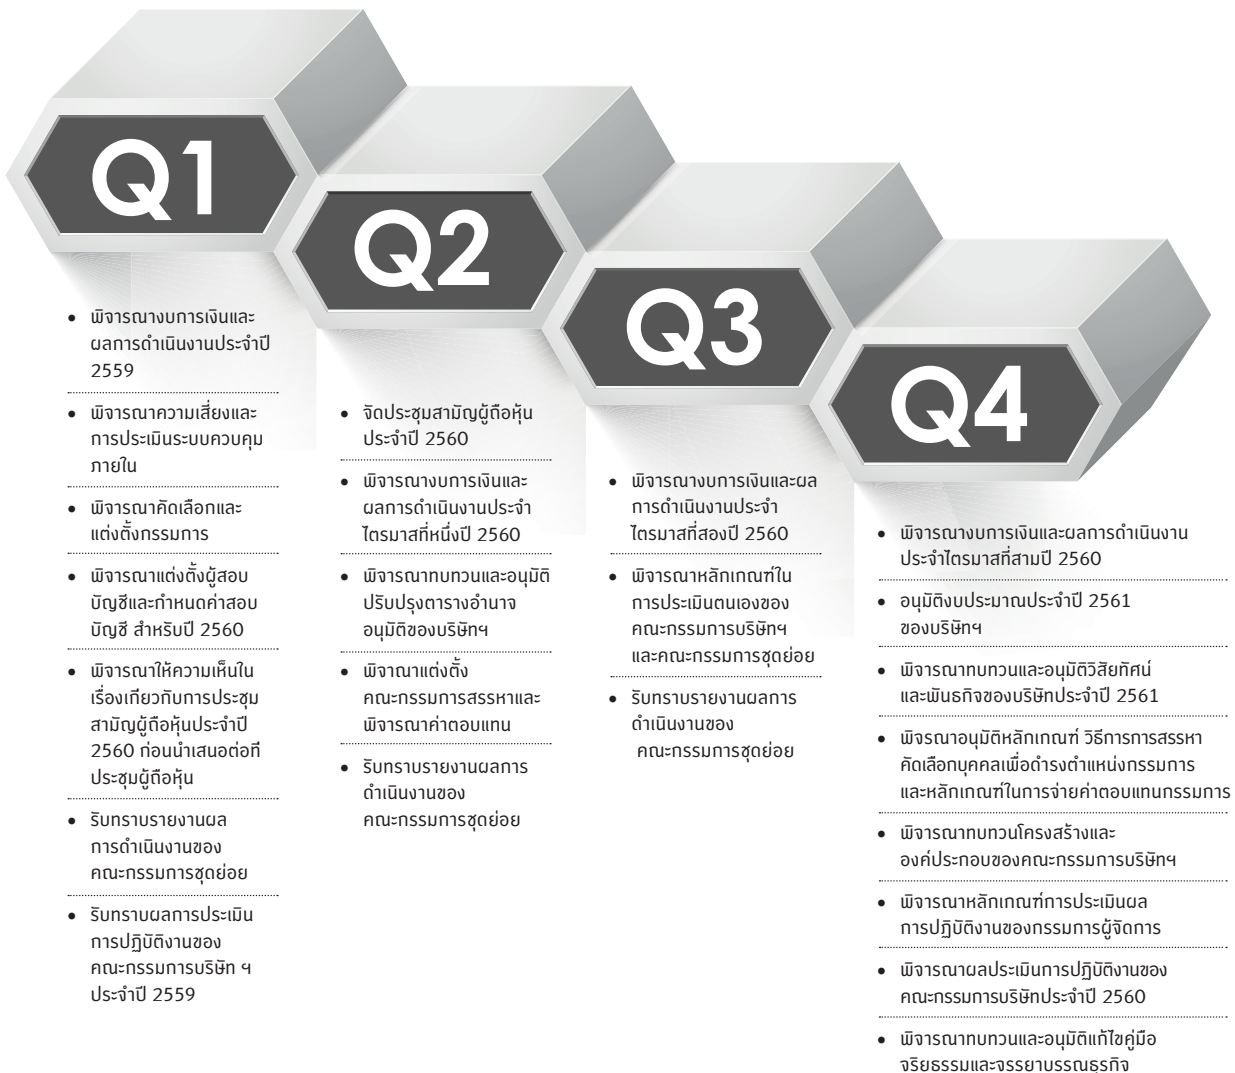 Q1
• พิจารณางบการเงินและ
ผลการดำเนินงานประจำปี
2559
• พิจารณาความเสี่ยงและ
การประเมินระบบควบคุม
ภายใน
• พิจารณาคัดเลือกและ
แต่งตั้งกรรมการ
• พิจารณาแต่งตั้งผู้สอบ
บัญชีและกำหนดค่าสอบ
บัญชี สำหรับปี 2560
• พิจารณาให้ความเห็นใน
เรื่องเกี่ยวกับการประชุม
สามัญผู้ถือหุ้นประจำปี
2560 ก่อนนำเสนอต่อที่
ประชุมผู้ถือหุ้น
• รับทราบรายงานผล
การดำเนินงานของ
คณะกรรมการชุดย่อย
• รับทราบผลการประเมิน
การปฏิบัติงานของ
คณะกรรมการบริษัท ฯ
ประจำปี 2559
Q2
• จัดประชุมสามัญผู้ถือหุ้น
ประจำปี 2560
• พิจารณางบการเงินและ
ผลการดำเนินงานประจำ
ไตรมาสที่หนึ่งปี 2560
• พิจารณาทบทวนและอนุมัติ
ปรับปรุงตารางอำนาจ
อนุมัติของบริษัทฯ
• พิจาณาแต่งตั้ง
คณะกรรมการสรรหาและ
พิจารณาค่าตอบแทน
• รับทราบรายงานผลการ
ดำเนินงานของ
คณะกรรมการชุดย่อย
Q3
• พิจารณางบการเงินและผล
การดำเนินงานประจำ
ไตรมาสที่สองปี 2560
• พิจารณาหลักเกณฑ์ใน
การประเมินตนเองของ
คณะกรรมการบริษัทฯ
และคณะกรรมการชุดย่อย
• รับทราบรายงานผลการ
ดำเนินงานของ
คณะกรรมการชุดย่อย
Q4
• พิจารณางบการเงินและผลการดำเนินงาน
ประจำไตรมาสที่สามปี 2560
• อนุมัติงบประมาณประจำปี 2561
ของบริษัทฯ
• พิจารณาทบทวนและอนุมัติวิสัยทัศน์
และพันธกิจของบริษัทประจำปี 2561
• พิจรณาอนุมัติหลักเกณฑ์ วิธีการการสรรหา
คัดเลือกบุคคลเพื่อดำรงตำแหน่งกรรมการ
และหลักเกณฑ์ในการจ่ายค่าตอบแทนกรรมการ
• พิจารณาทบทวนโครงสร้างและ
องค์ประกอบของคณะกรรมการบริษัทฯ
• พิจารณาหลักเกณฑ์การประเมินผล
การปฏิบัติงานของกรรมการผู้จัดการ
• พิจารณาผลประเมินการปฏิบัติงานของ
คณะกรรมการบริษัทประจำปี 2560
• พิจารณาทบทวนและอนุมัติแก้ไขคู่มือ
จริยธรรมและจรรยาบรรณธุรกิจ